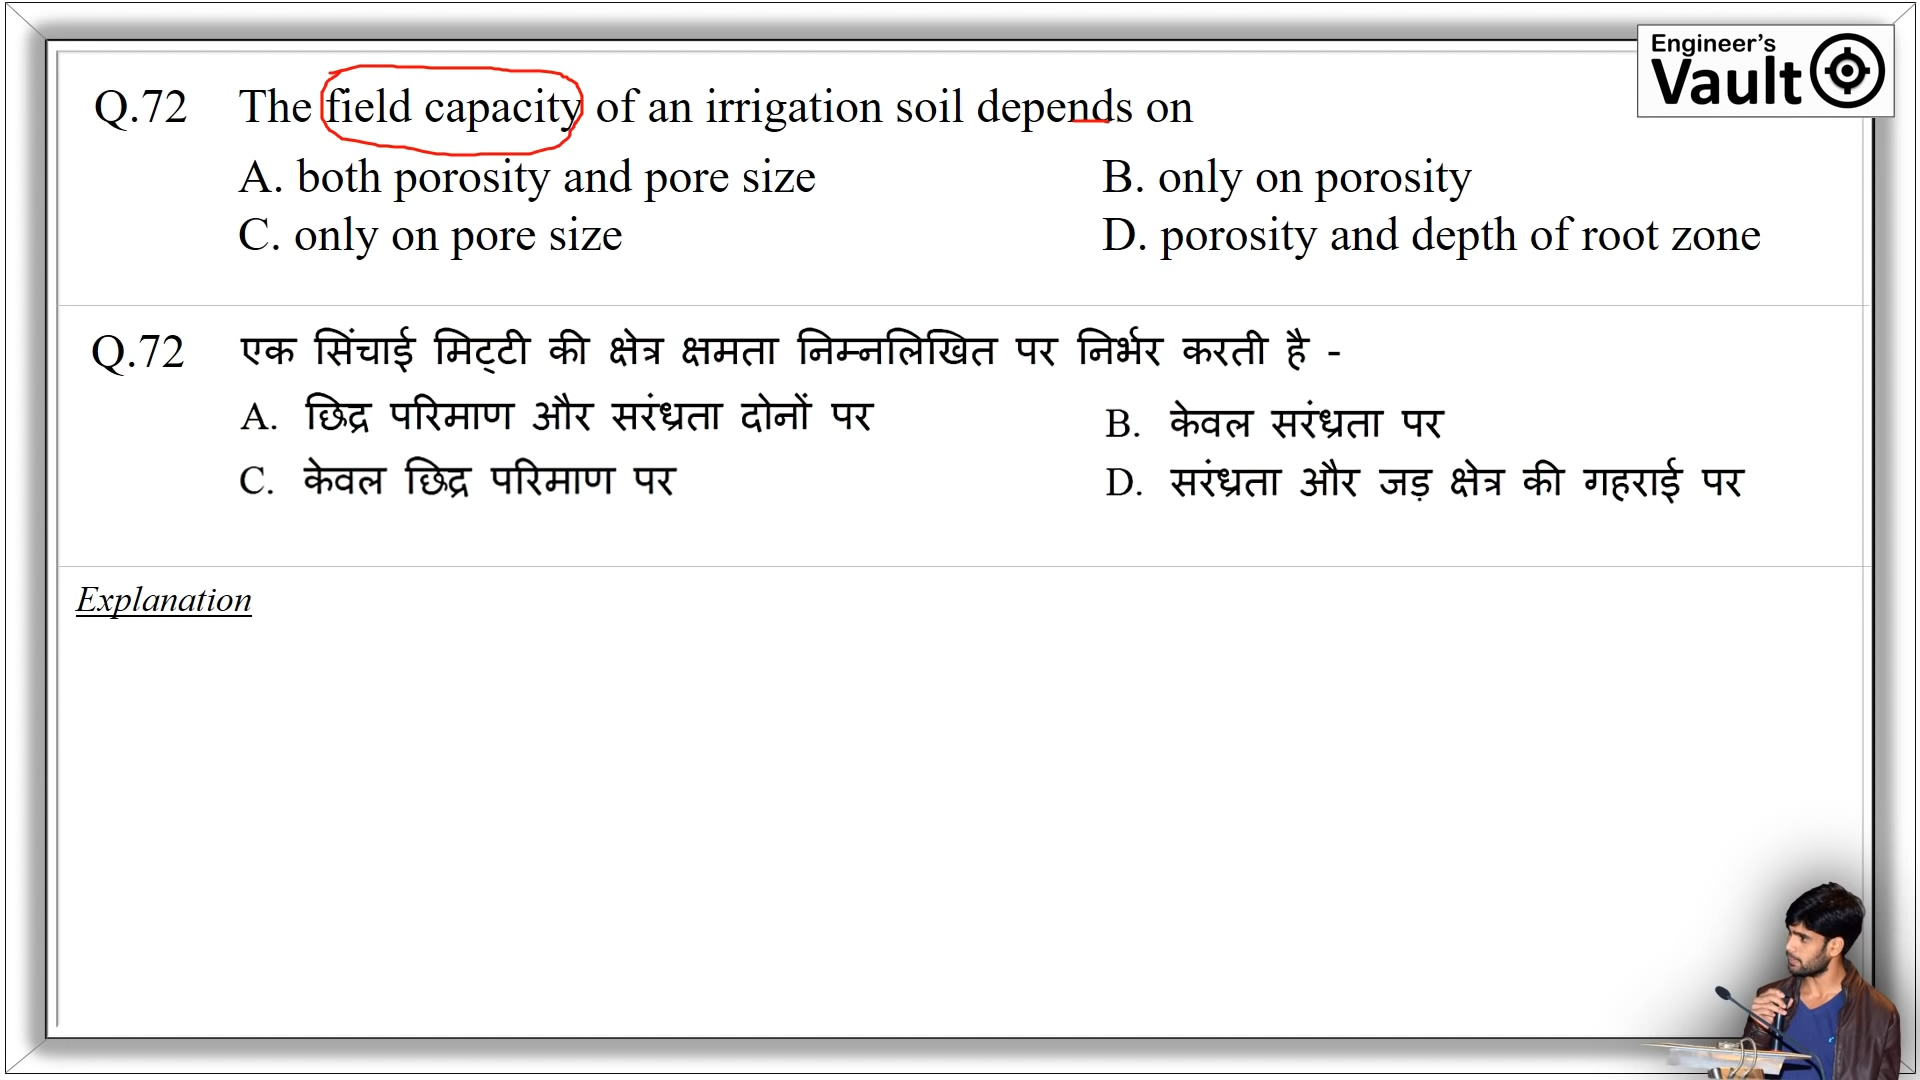 Engineer's
Vault
Q.72 The field capacity of an irrigation soil depends on
A. both porosity and pore size B. only on porosity
C. only on pore size D. porosity and depth of root zone
Q.72 एक सिंचाई मिट्टी की क्षेत्र क्षमता निम्नलिखित पर निर्भर करती है -
A. छिद्र परिमाण और सरंध्रता दोनों पर B. केवल सरंध्रता पर
C. केवल छिद्र परिमाण पर D. सरंध्रता और जड़ क्षेत्र की गहराई पर
Explanation